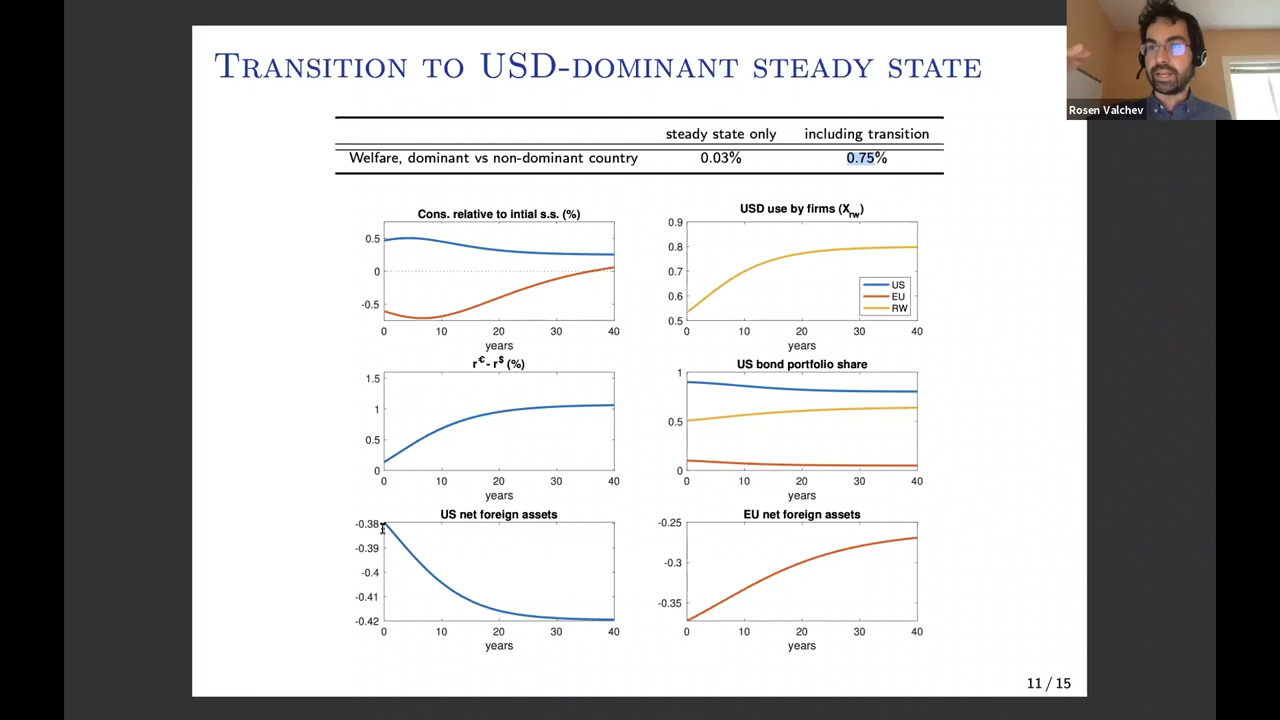 TRANSITION TO USD-DOMINANT STEADY STATE
Rosen Valchev
steady state only including transition
Welfare, dominant vs non-dominant country 0.03% 0.75%
Cons. relative to intial s.s. (%)
0.5
0
-0.5
0 10 20 30 40
years
USD use by firms (Xrw)
0.9
0.8
0.7
0.6
0.5
US
EU
RW
0 10 20 30 40
years
r€ - r$ (%)
1.5
1
0.5
0
0 10 20 30 40
years
US bond portfolio share
1
0.5
0
0 10 20 30 40
years
US net foreign assets
-0.38
-0.39
-0.4
-0.41
-0.42
0 10 20 30 40
years
EU net foreign assets
-0.25
-0.3
-0.35
0 10 20 30 40
years
11 / 15